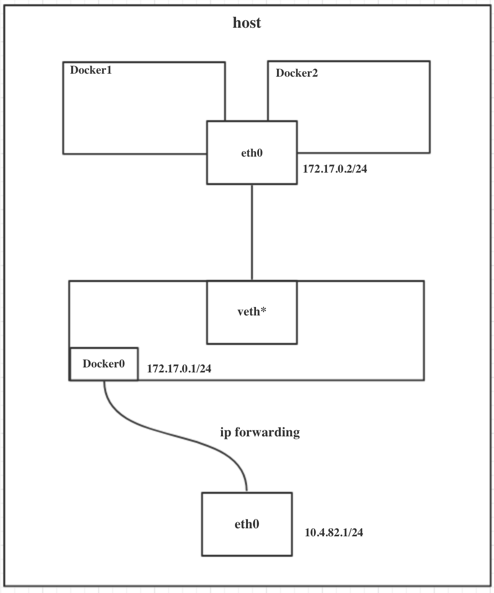 host
Docker1
Docker2
eth0
172.17.0.2/24
veth*
Docker0
172.17.0.1/24
ip forwarding
eth0
10.4.82.1/24